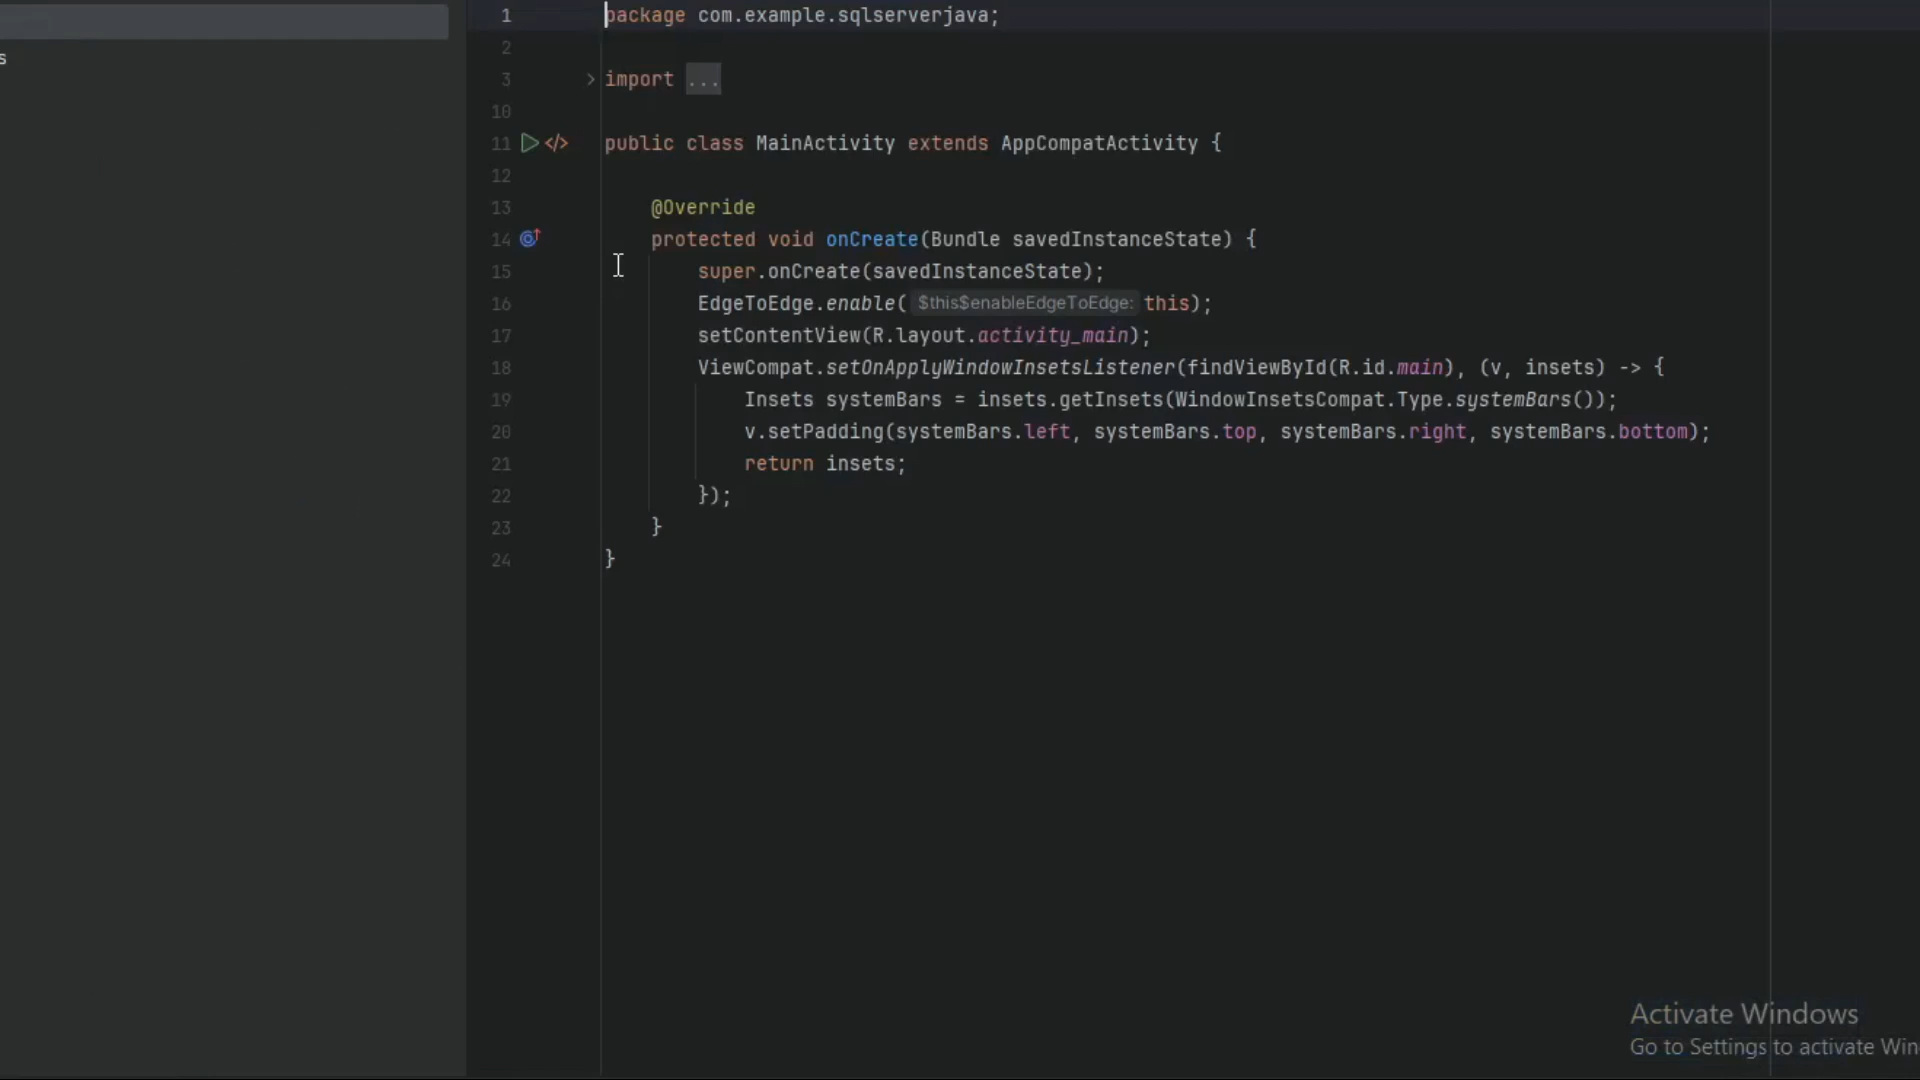 1 package com.example.sqlserverjava;
2
s
3 import ...
10
11 </> public class MainActivity extends AppCompatActivity {
12
13 @Override
14 protected void onCreate(Bundle savedInstanceState) {
15 super.onCreate(savedInstanceState);
16 EdgeToEdge.enable( $this$enableEdgeToEdge: this);
17 setContentView(R.layout.activity_main);
18 ViewCompat.setOnApplyWindowInsetsListener(findViewById(R.id.main), (v, insets) -> {
19 Insets systemBars = insets.getInsets(WindowInsetsCompat.Type.systemBars());
20 v.setPadding(systemBars.left, systemBars.top, systemBars.right, systemBars.bottom);
21 return insets;
22 });
23 }
24 }
Activate Windows
Go to Settings to activate Win